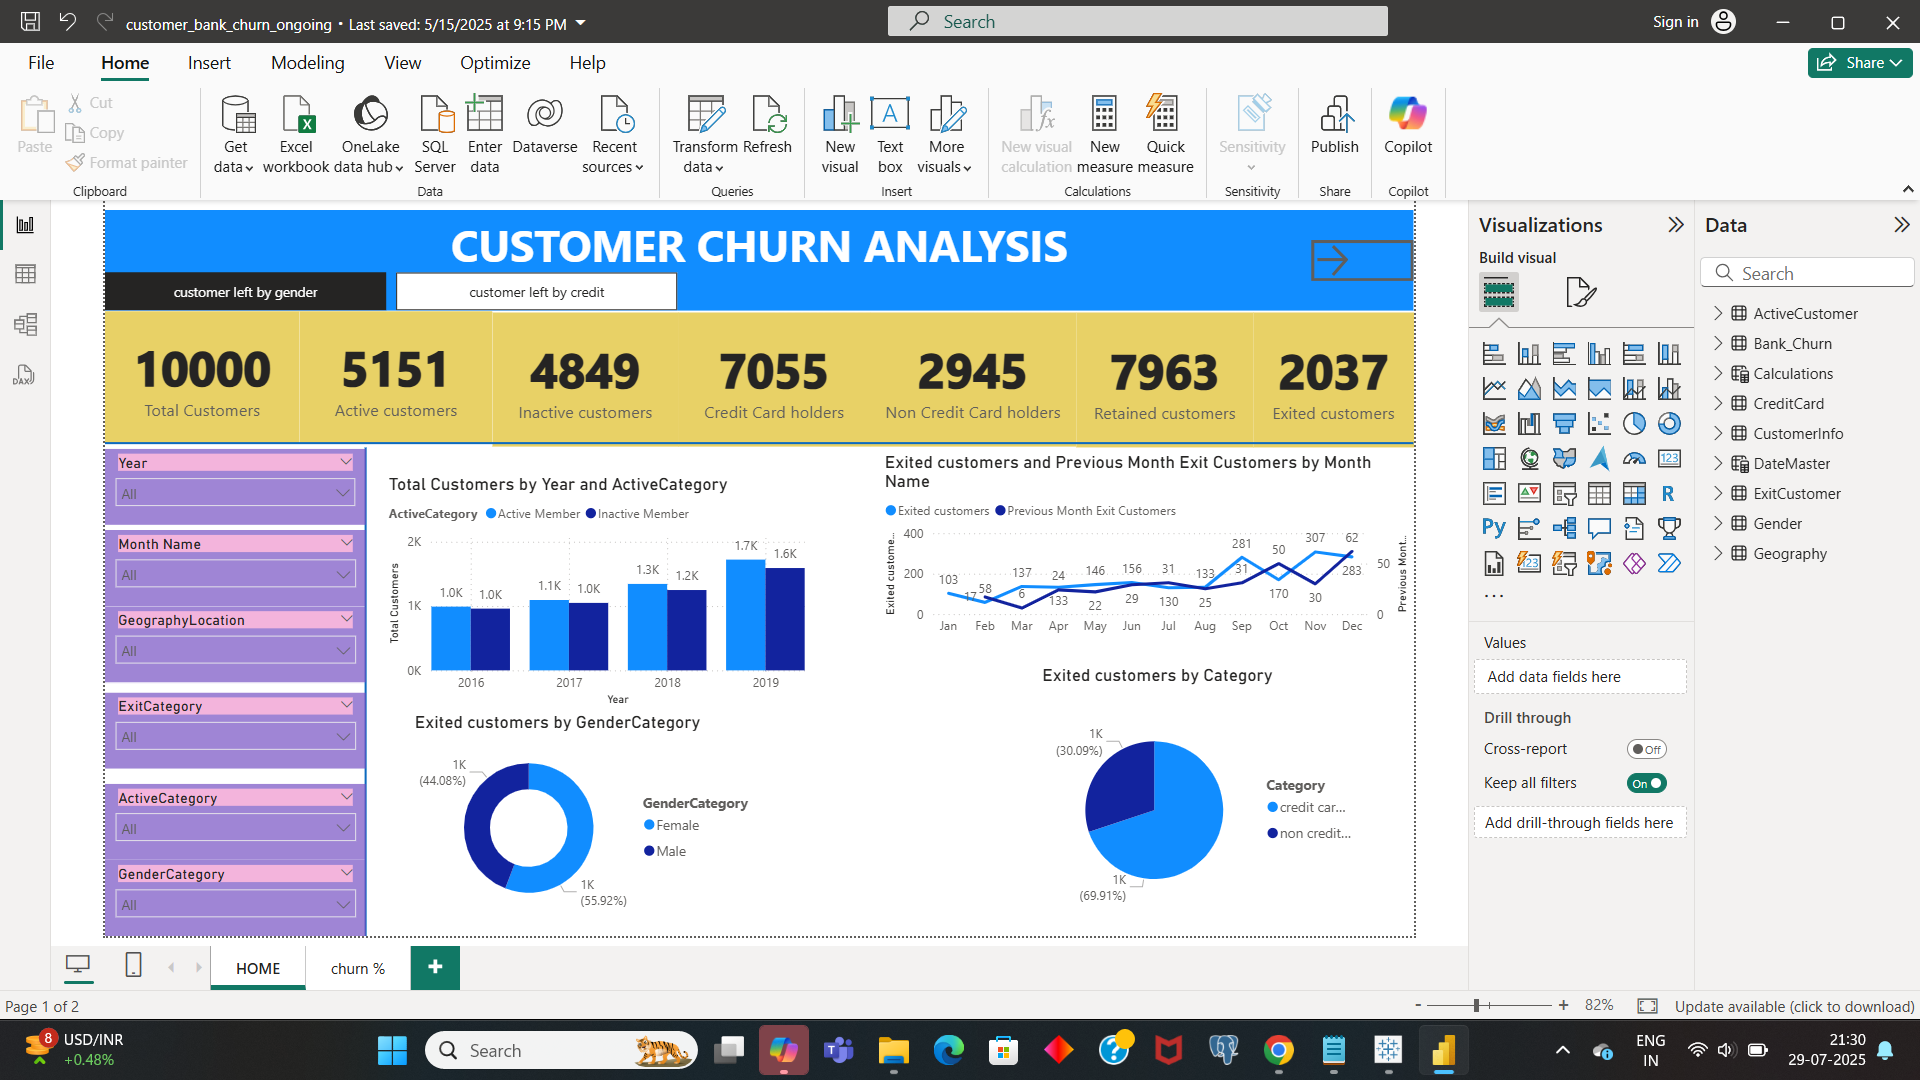 customer_bank_churn_ongoing • Last saved: 5/15/2025 at 9:15 PM
Search
Sign in
File
Home
Insert
Modeling
View
Optimize
Help
Share
Paste
Cut
Copy
Format painter
Clipboard
Get data
Excel workbook
OneLake data hub
SQL Server
Enter data
Dataverse
Recent sources
Data
Transform data
Refresh
Queries
New visual
Text box
More visuals
Insert
New visual calculation
New measure
Quick measure
Calculations
Sensitivity
Sensitivity
Publish
Share
Copilot
Copilot
CUSTOMER CHURN ANALYSIS
customer left by gender
customer left by credit
10000
Total Customers
5151
Active customers
4849
Inactive customers
7055
Credit Card holders
2945
Non Credit Card holders
7963
Retained customers
2037
Exited customers
Year
All
Month Name
All
GeographyLocation
All
ExitCategory
All
ActiveCategory
All
GenderCategory
All
Total Customers by Year and ActiveCategory
ActiveCategory Active Member Inactive Member
Total Customers
2K
1K
0K
1.0K
1.0K
1.1K
1.0K
1.3K
1.2K
1.7K
1.6K
2016
2017
2018
2019
Year
Exited customers and Previous Month Exit Customers by Month
Name
Exited customers Previous Month Exit Customers
Exited custome...
400
200
0
103
17
58
137
6
24
133
146
22
156
29
31
130
133
25
281
31
50
170
307
30
62
283
50
0
Previous Mont...
Jan
Feb
Mar
Apr
May
Jun
Jul
Aug
Sep
Oct
Nov
Dec
Exited customers by GenderCategory
1K
(44.08%)
1K
(55.92%)
GenderCategory
Female
Male
Exited customers by Category
1K
(30.09%)
1K
(69.91%)
Category
credit car...
non credit...
Visualizations
Build visual
123
R
Py
123
...
Values
Add data fields here
Drill through
Cross-report
Off
Keep all filters
On
Add drill-through fields here
Data
Search
ActiveCustomer
Bank_Churn
Calculations
CreditCard
CustomerInfo
DateMaster
ExitCustomer
Gender
Geography
DAX
HOME
churn %
+
Page 1 of 2
- + 82%
Update available (click to download)
8
USD/INR
+0.48%
Search
ENG
IN
21:30
29-07-2025